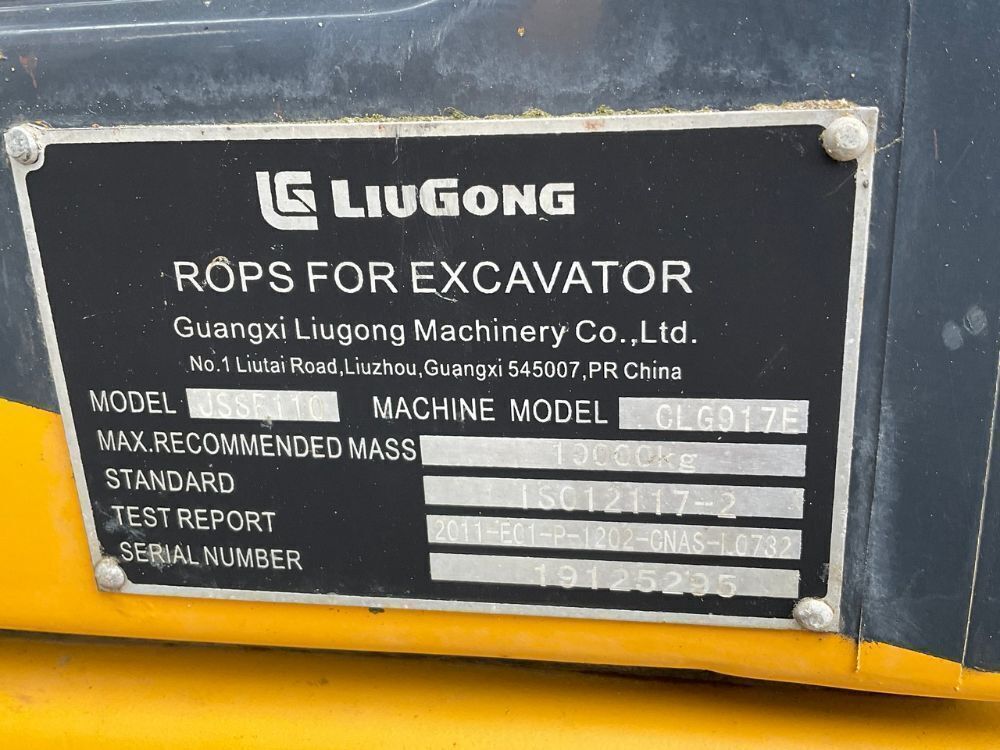 LG LIUGONG
ROPS FOR EXCAVATOR
Guangxi Liugong Machinery Co.,Ltd.
No.1 Liutai Road,Liuzhou,Guangxi 545007,PR China
MODEL JSSF110 MACHINE MODEL CLG917E
MAX.RECOMMENDED MASS 19000kg
STANDARD ISO12117-2
TEST REPORT 2011-E01-P-1202-CNAS-L0732
SERIAL NUMBER 19125295